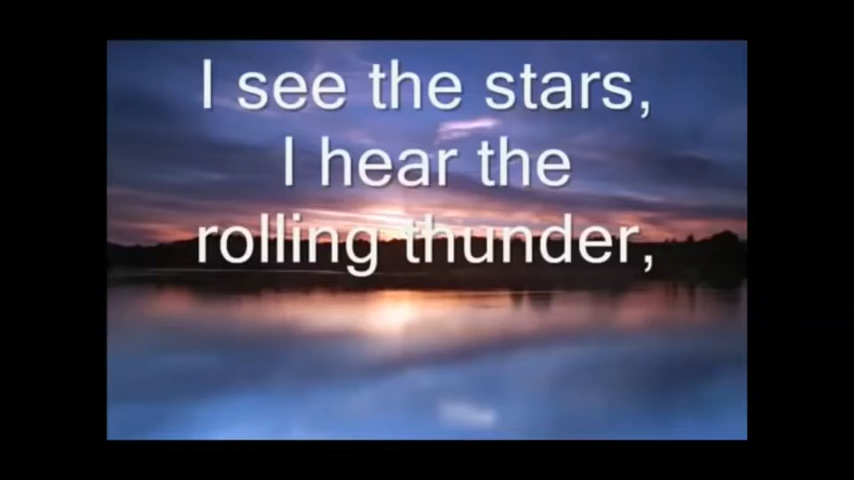 I see the stars,
I hear the
rolling thunder,